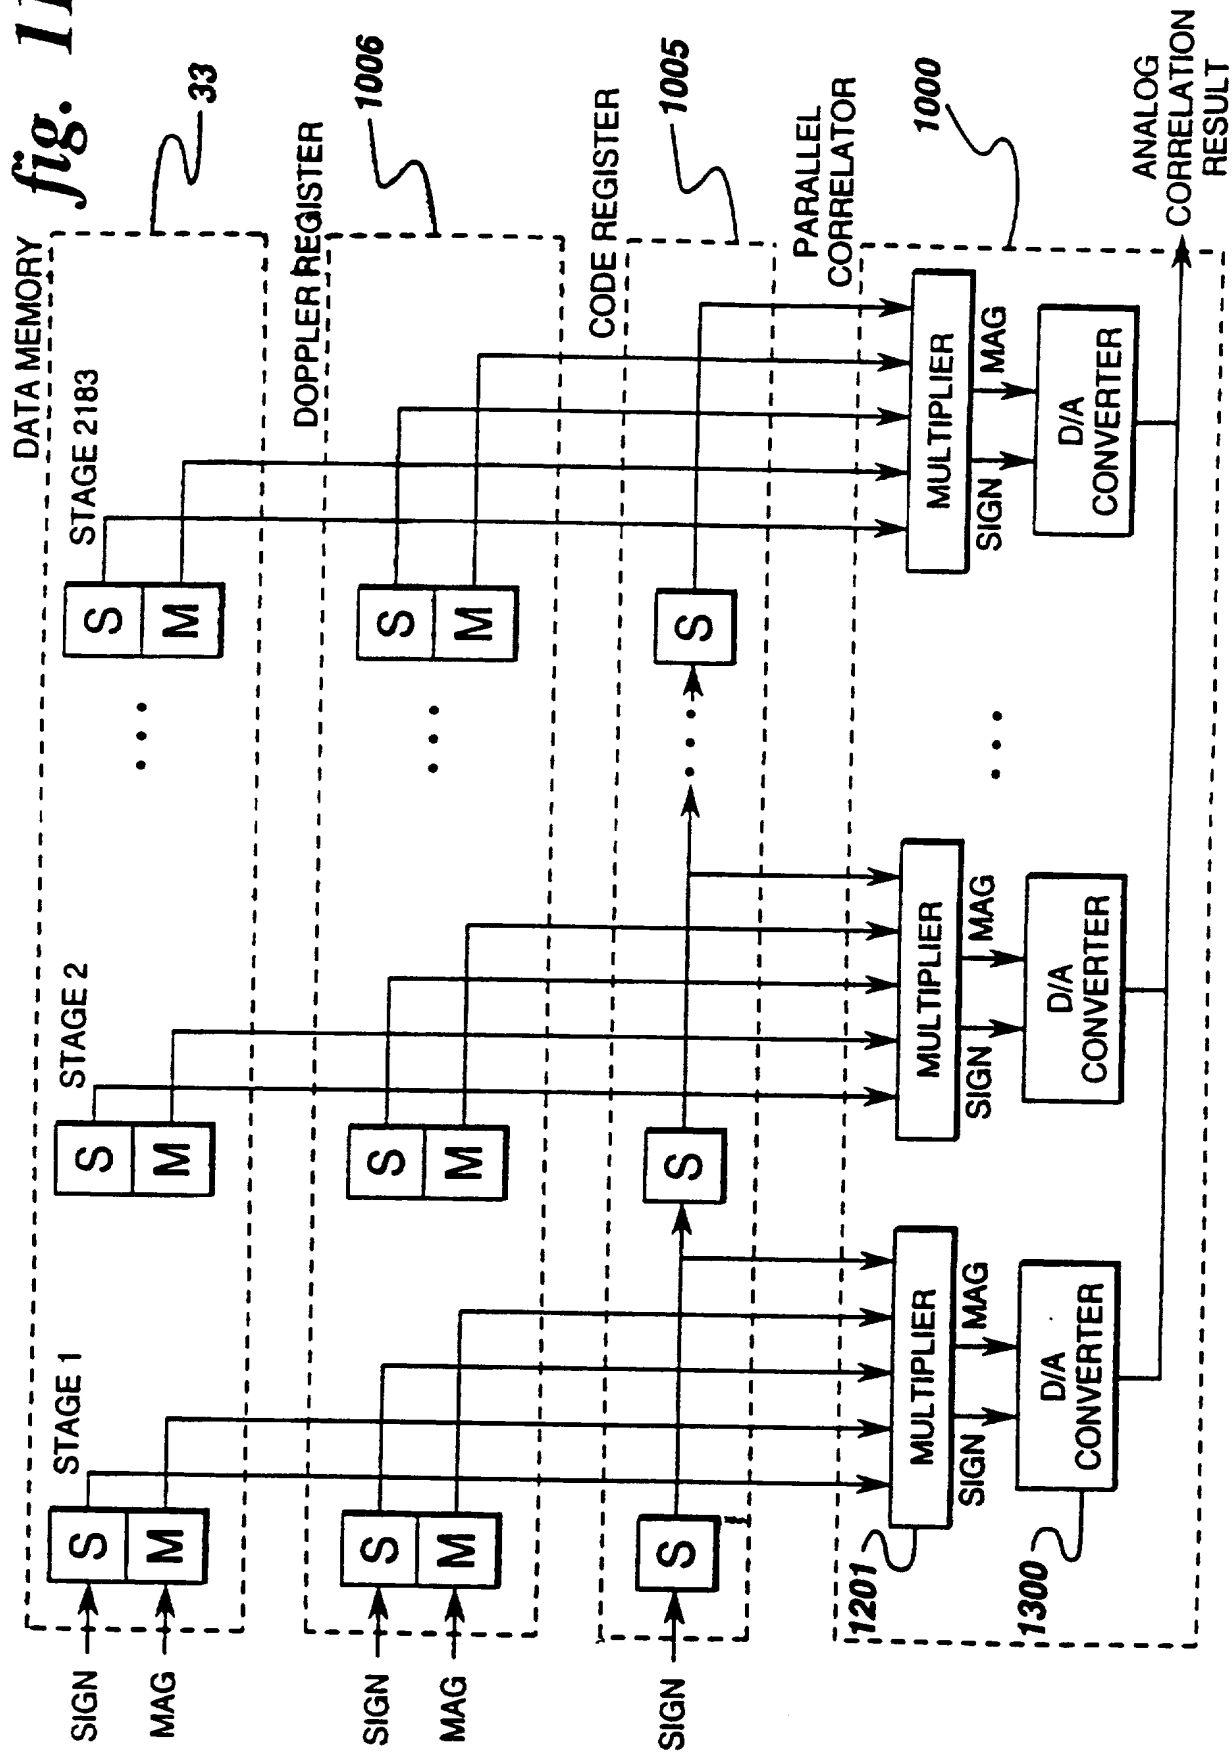 fig. 11
DATA MEMORY
33
STAGE 1
STAGE 2
STAGE 2183
SIGN
MAG
S
M
S
M
S
M
DOPPLER REGISTER
1006
SIGN
MAG
S
M
S
M
S
M
CODE REGISTER
1005
SIGN
S
S
S
PARALLEL
CORRELATOR
1000
1201
MULTIPLIER
MULTIPLIER
MULTIPLIER
SIGN
MAG
SIGN
MAG
SIGN
MAG
1300
D/A
CONVERTER
D/A
CONVERTER
D/A
CONVERTER
ANALOG
CORRELATION
RESULT